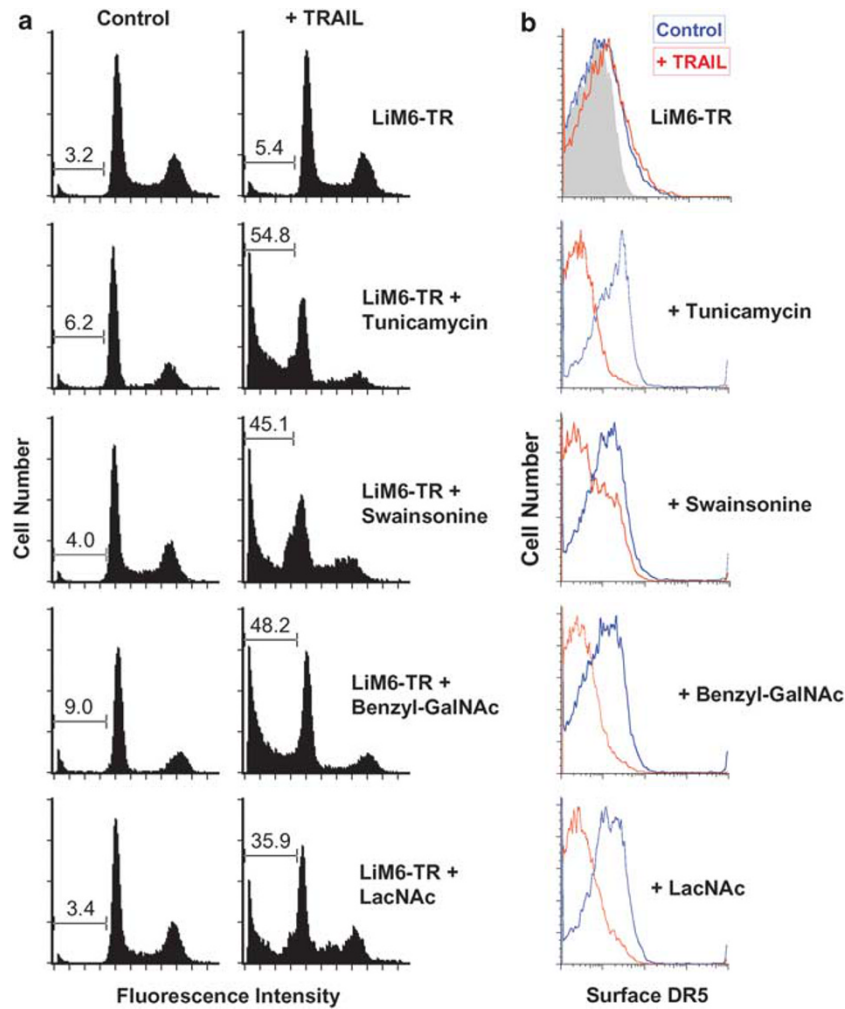 a
Control
+ TRAIL
b
Control
+ TRAIL
3.2
5.4
LiM6-TR
LiM6-TR
6.2
54.8
LiM6-TR +
Tunicamycin
+ Tunicamycin
4.0
45.1
LiM6-TR +
Swainsonine
+ Swainsonine
9.0
48.2
LiM6-TR +
Benzyl-GalNAc
+ Benzyl-GalNAc
3.4
35.9
LiM6-TR +
LacNAc
+ LacNAc
Cell Number
Cell Number
Fluorescence Intensity
Surface DR5